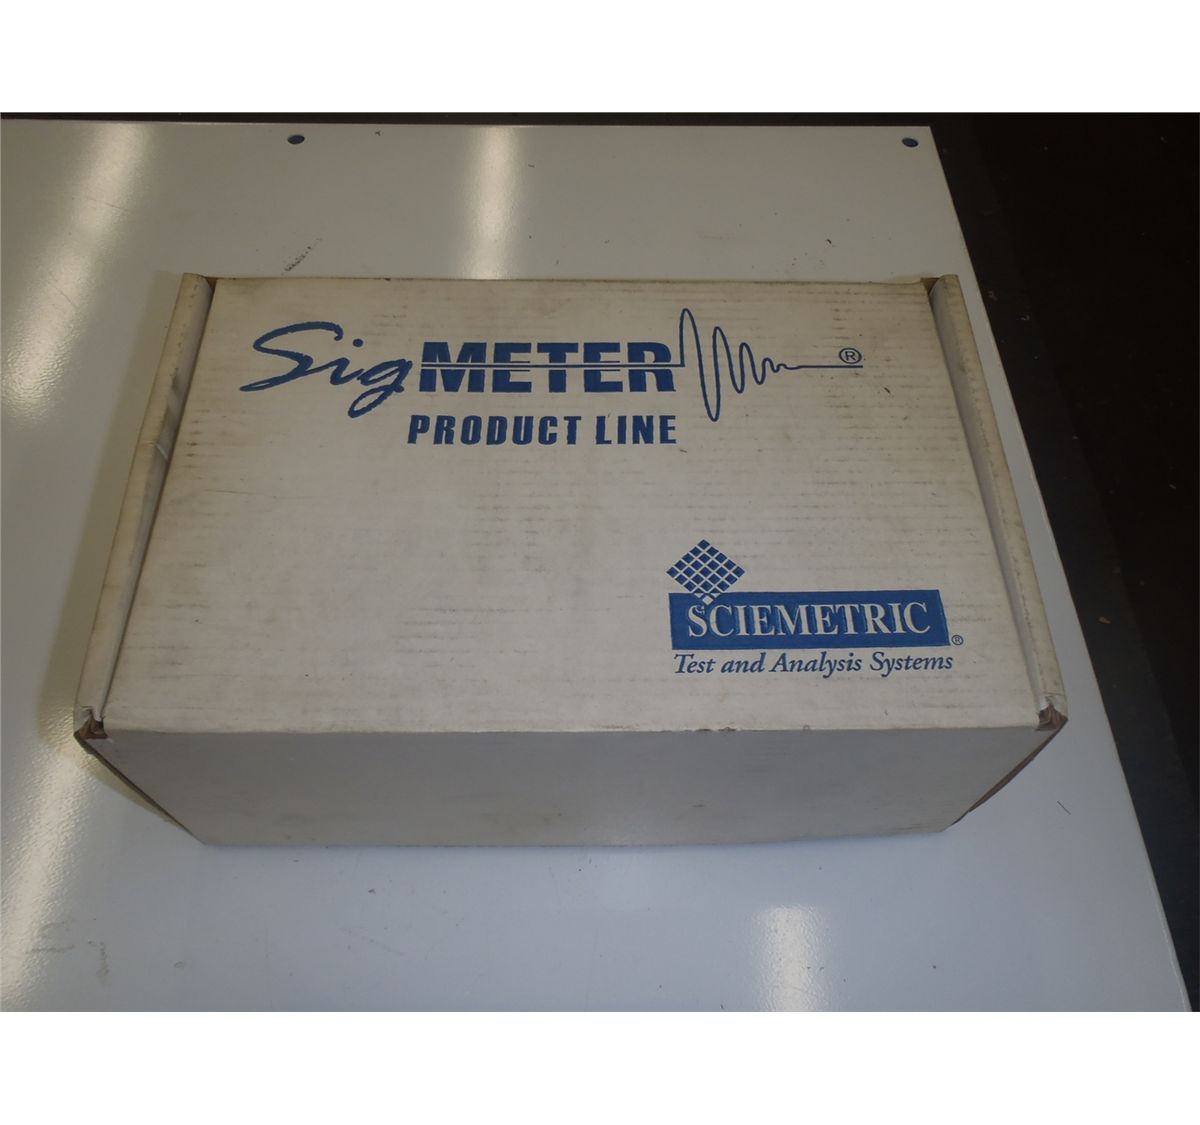 SigMETER ®
PRODUCT LINE
SCIEMETRIC ®
Test and Analysis Systems